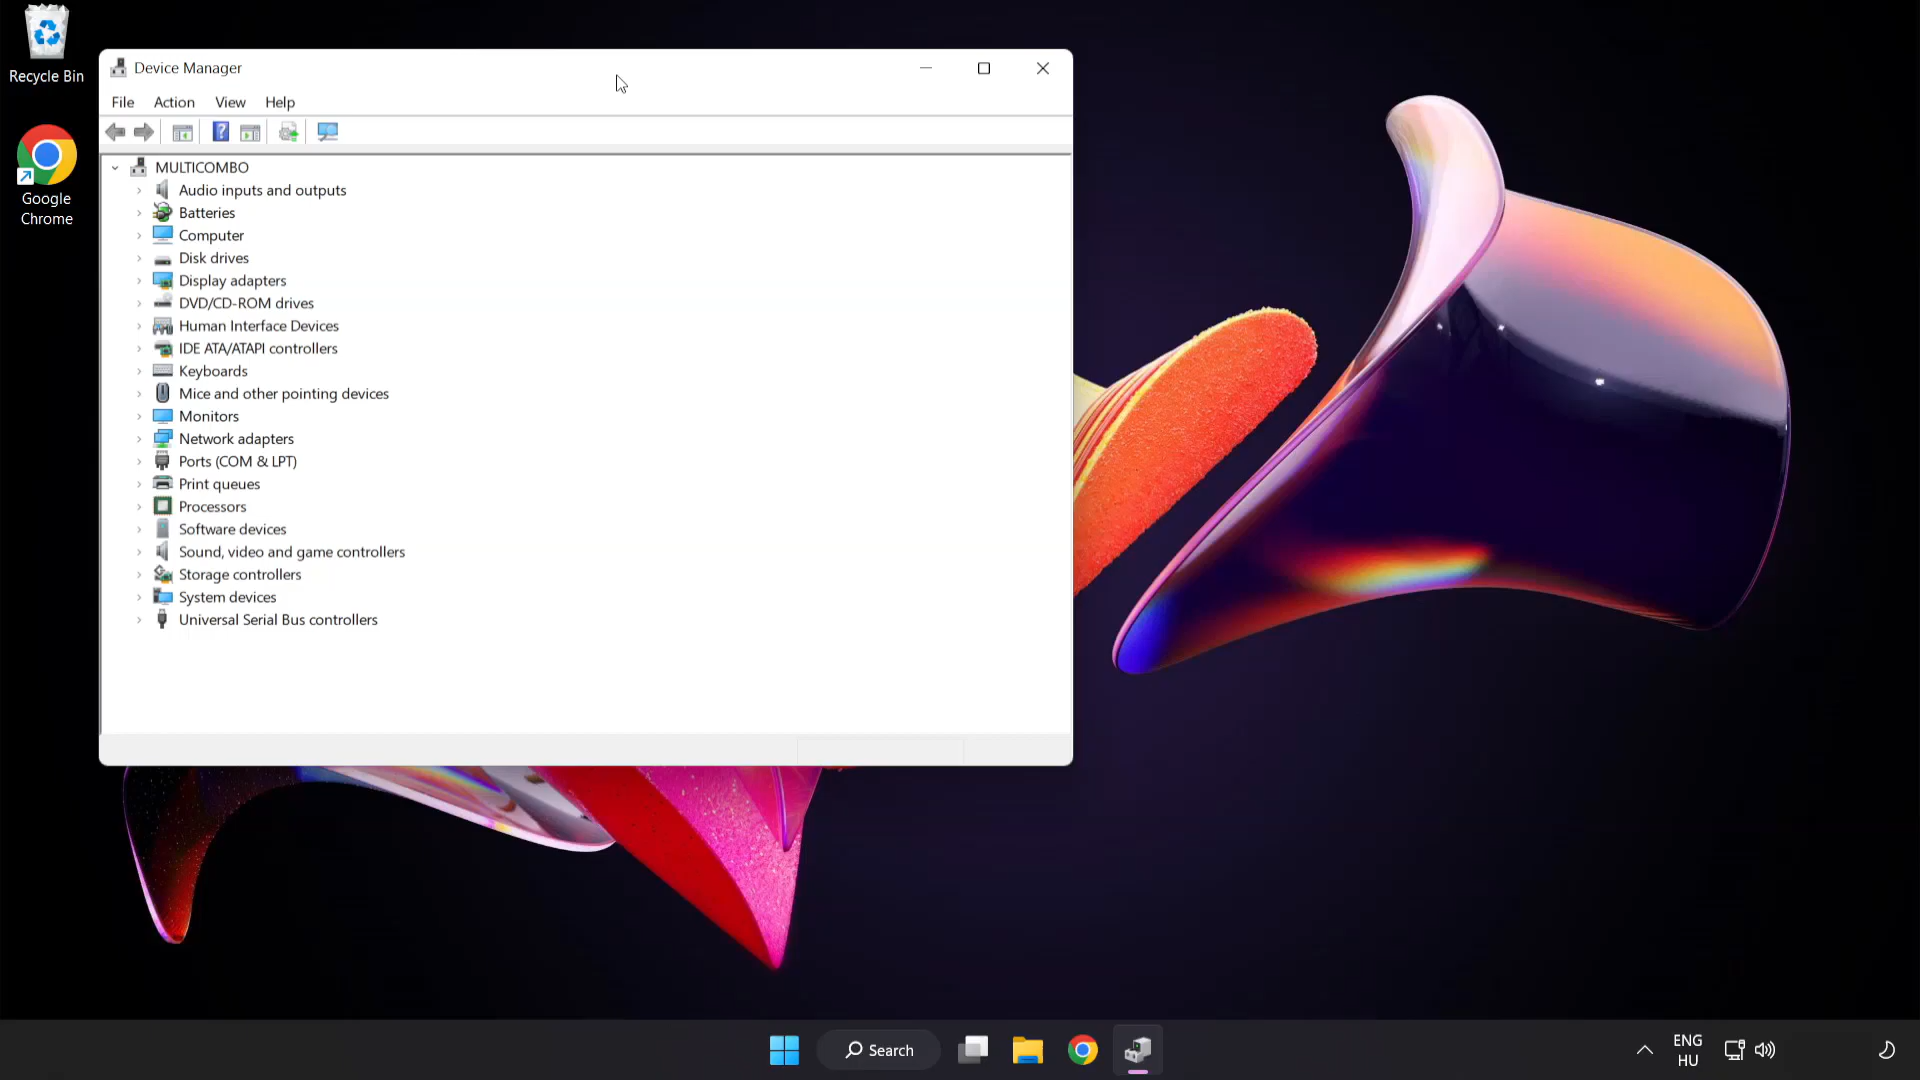 Recycle Bin
Google
Chrome
Device Manager
File Action View Help
MULTICOMBO
Audio inputs and outputs
Batteries
Computer
Disk drives
Display adapters
DVD/CD-ROM drives
Human Interface Devices
IDE ATA/ATAPI controllers
Keyboards
Mice and other pointing devices
Monitors
Network adapters
Ports (COM & LPT)
Print queues
Processors
Software devices
Sound, video and game controllers
Storage controllers
System devices
Universal Serial Bus controllers
Search
ENG
HU